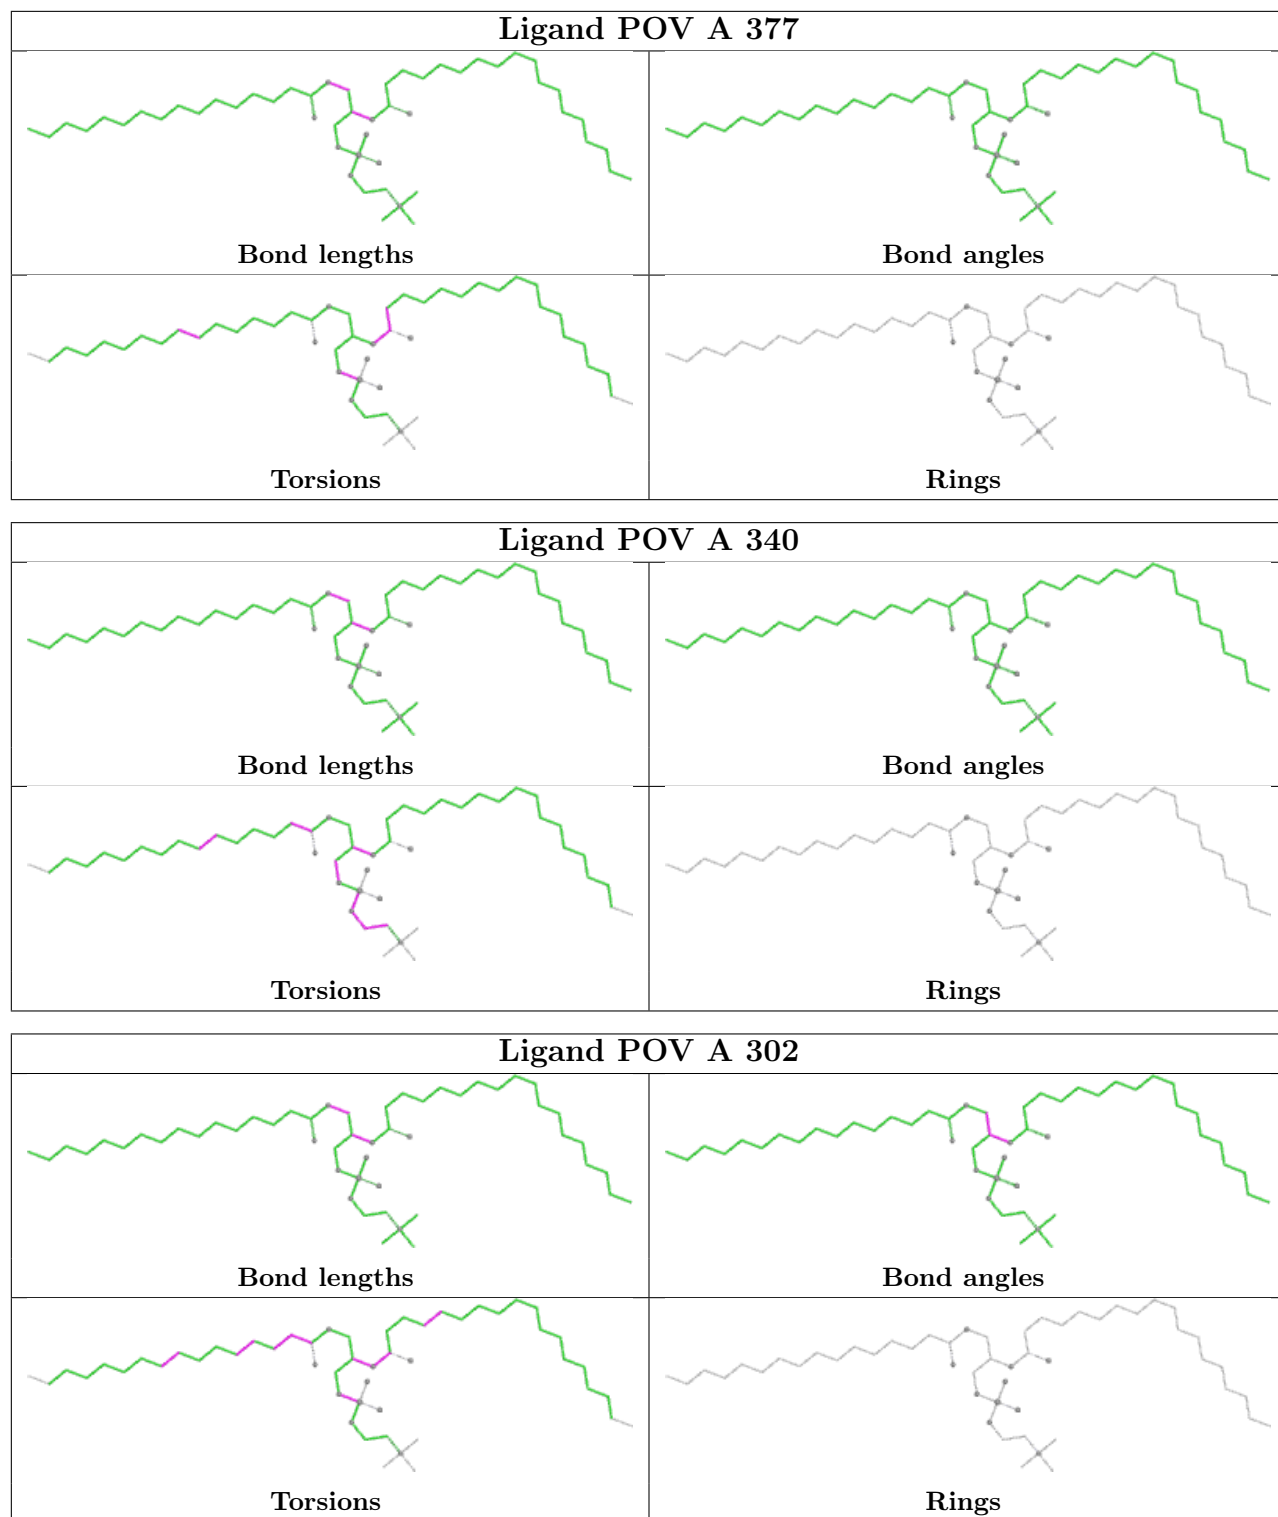 Ligand POV A 377
Bond lengths
Bond angles
Torsions
Rings
Ligand POV A 340
Bond lengths
Bond angles
Torsions
Rings
Ligand POV A 302
Bond lengths
Bond angles
Torsions
Rings